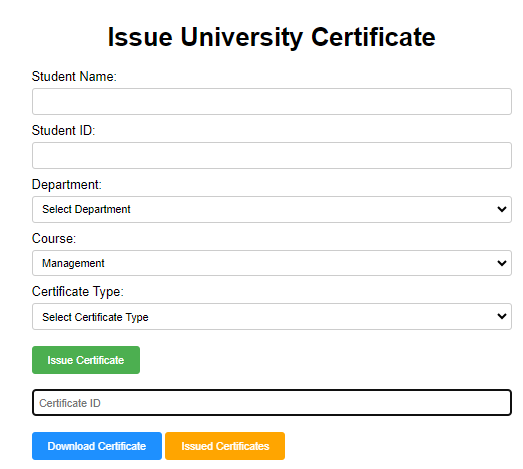 Issue University Certificate
Student Name:
Student ID:
Department:
Select Department
Course:
Management
Certificate Type:
Select Certificate Type
Issue Certificate
Certificate ID
Download Certificate Issued Certificates